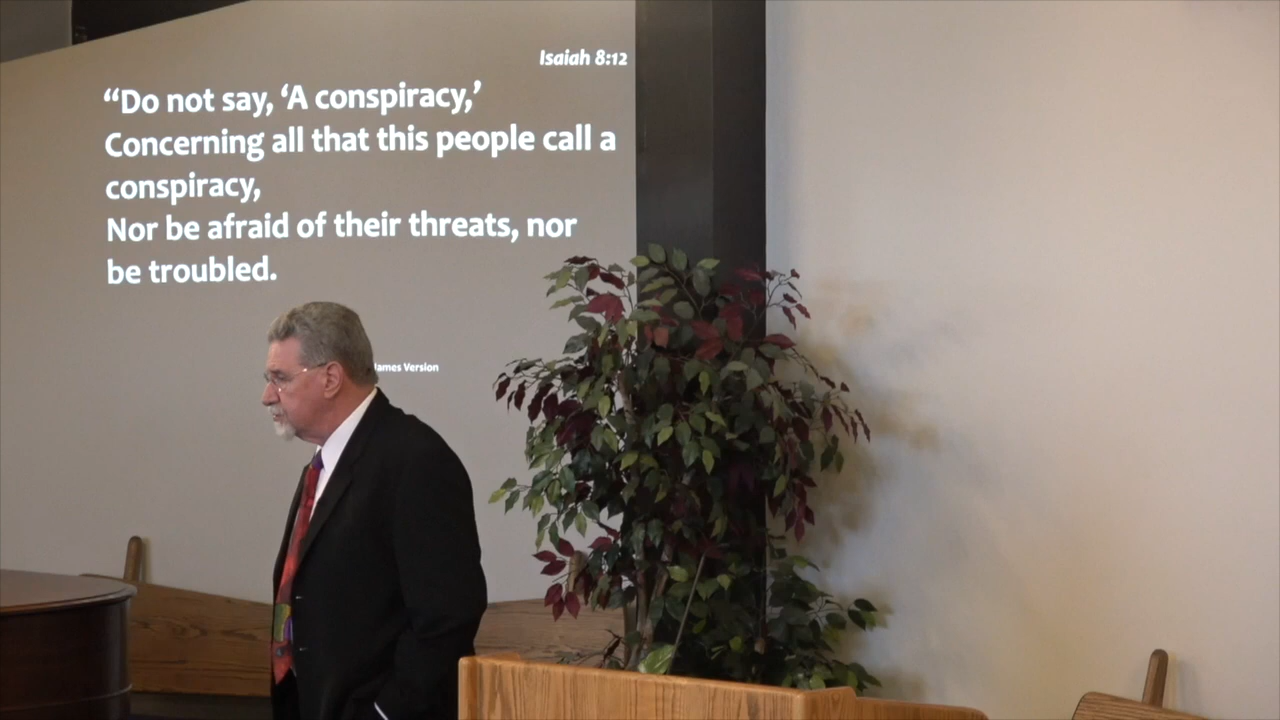 Isaiah 8:12
“Do not say, ‘A conspiracy,’
Concerning all that this people call a
conspiracy,
Nor be afraid of their threats, nor
be troubled.
James Version